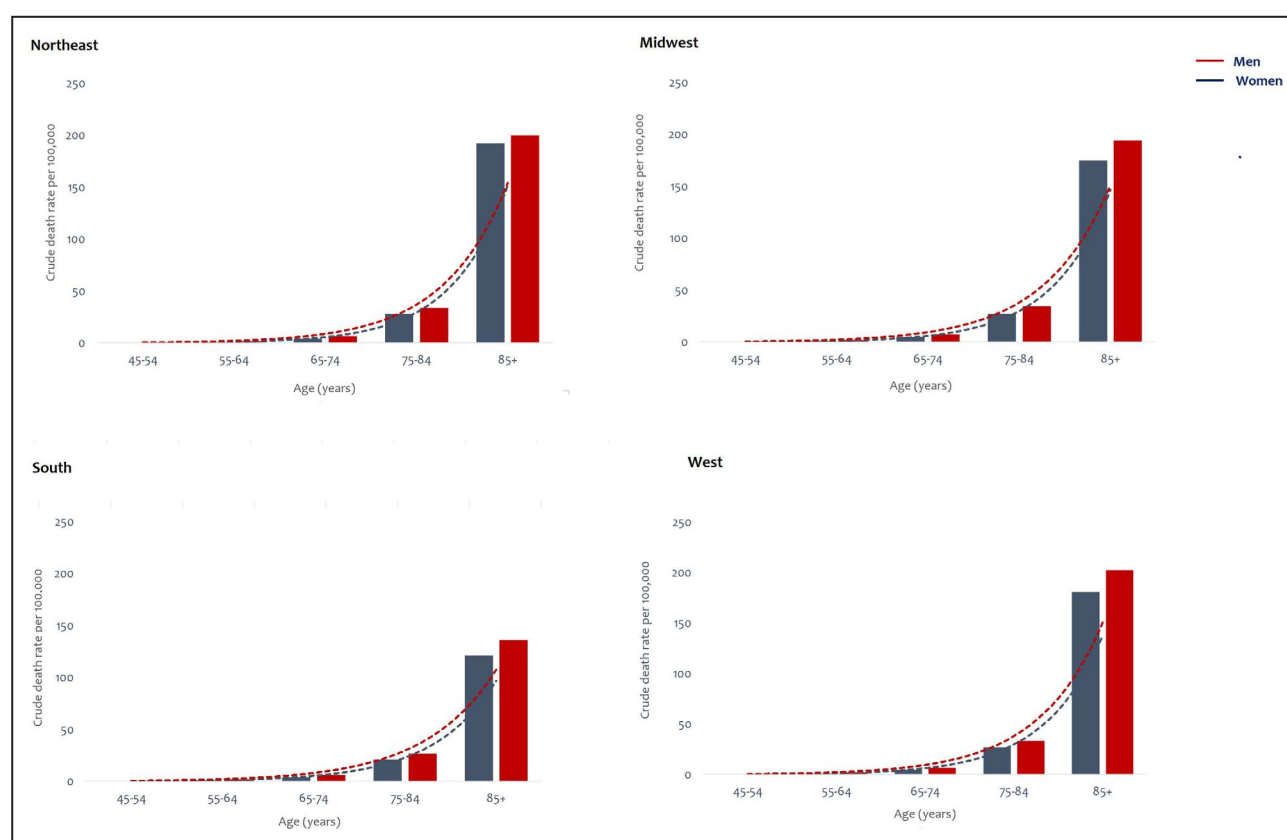 Northeast
250
200
150
100
50
0
Crude death rate per 100,000
45-54 55-64 65-74 75-84 85+
Age (years)
Midwest
250
200
150
100
50
0
Crude death rate per 100,000
45-54 55-64 65-74 75-84 85+
Age (years)
Men
Women
South
250
200
150
100
50
0
Crude death rate per 100,000
45-54 55-64 65-74 75-84 85+
Age (years)
West
250
200
150
100
50
0
Crude death rate per 100,000
45-54 55-64 65-74 75-84 85+
Age (years)